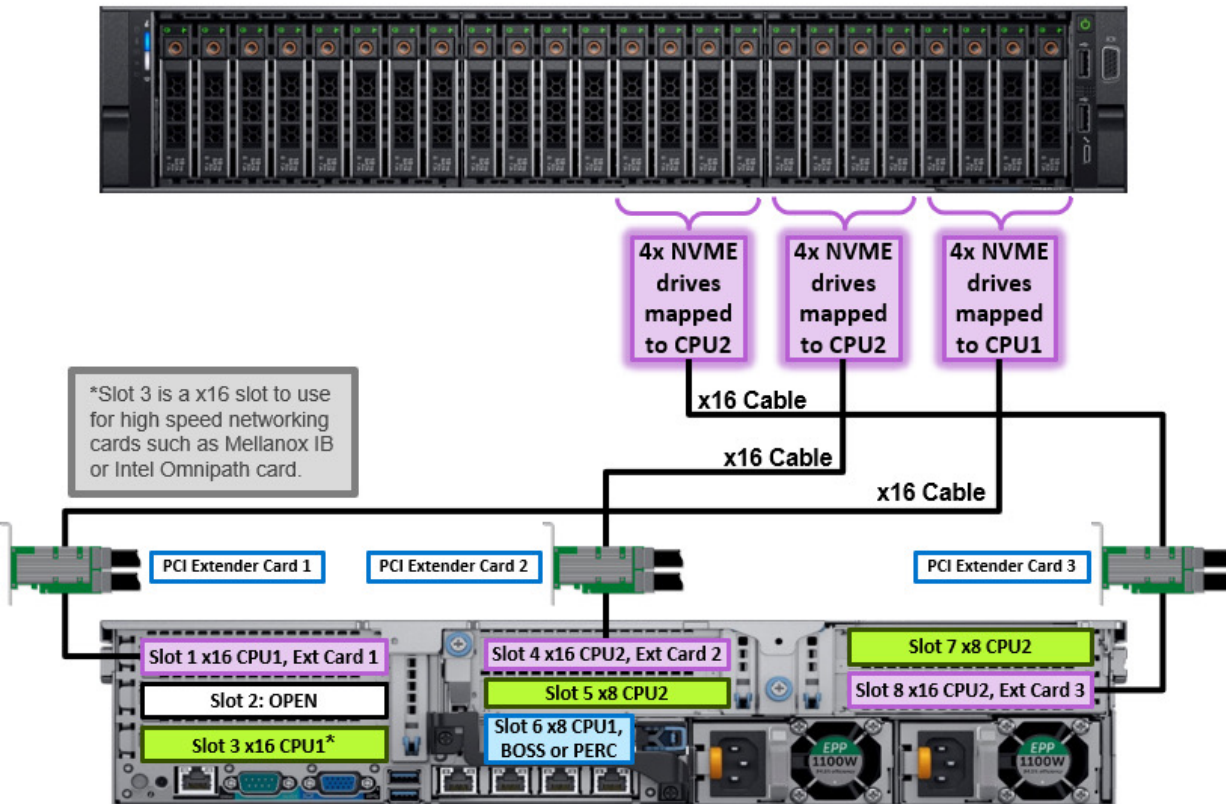 4x NVME
drives
mapped
to CPU2
4x NVME
drives
mapped
to CPU2
4x NVME
drives
mapped
to CPU1
*Slot 3 is a x16 slot to use
for high speed networking
cards such as Mellanox IB
or Intel Omnipath card.
x16 Cable
x16 Cable
x16 Cable
PCI Extender Card 1
PCI Extender Card 2
PCI Extender Card 3
Slot 1 x16 CPU1, Ext Card 1
Slot 2: OPEN
Slot 3 x16 CPU1*
Slot 4 x16 CPU2, Ext Card 2
Slot 5 x8 CPU2
Slot 6 x8 CPU1,
BOSS or PERC
Slot 7 x8 CPU2
Slot 8 x16 CPU2, Ext Card 3
EPP
1100W
EPP
1100W